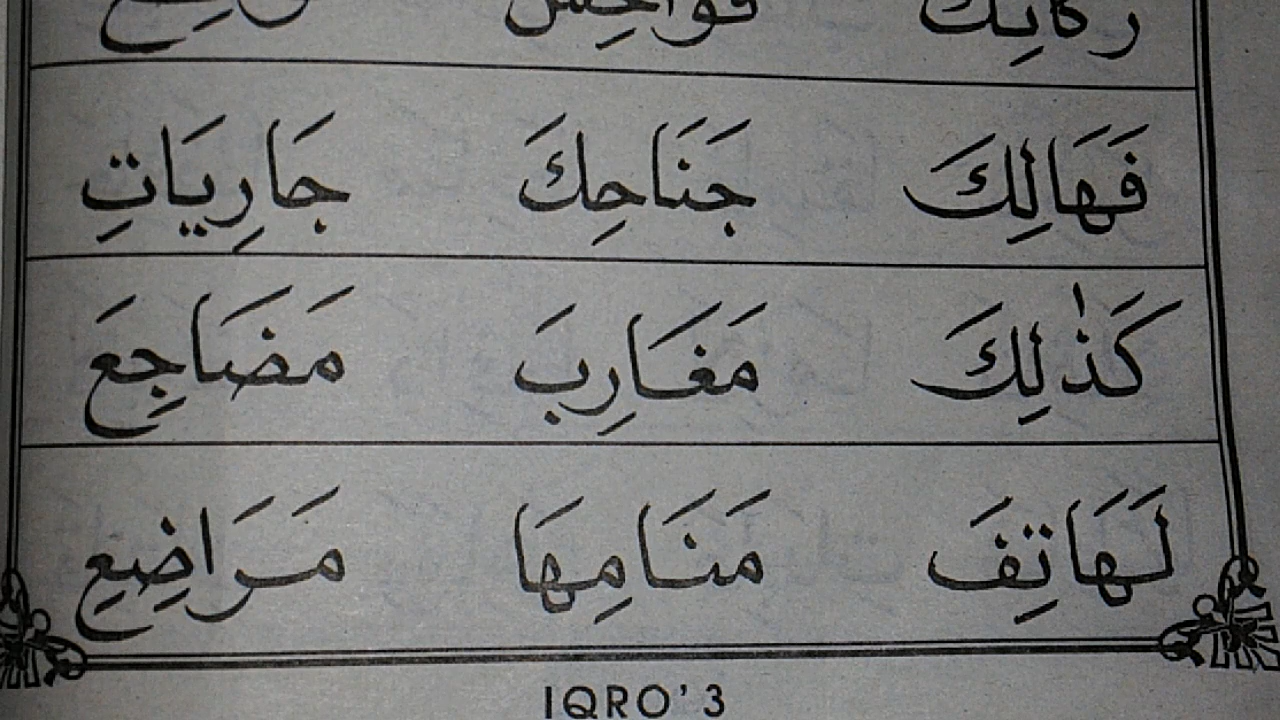 فَهَالِكَ جَنَاحِكَ جَارِيَاتِ
كَذٰلِكَ مَغَارِبَ مَضَاجِعَ
لَهَاتِفَ مَنَامِهَا مَرَاضِعِ
IQRO' 3